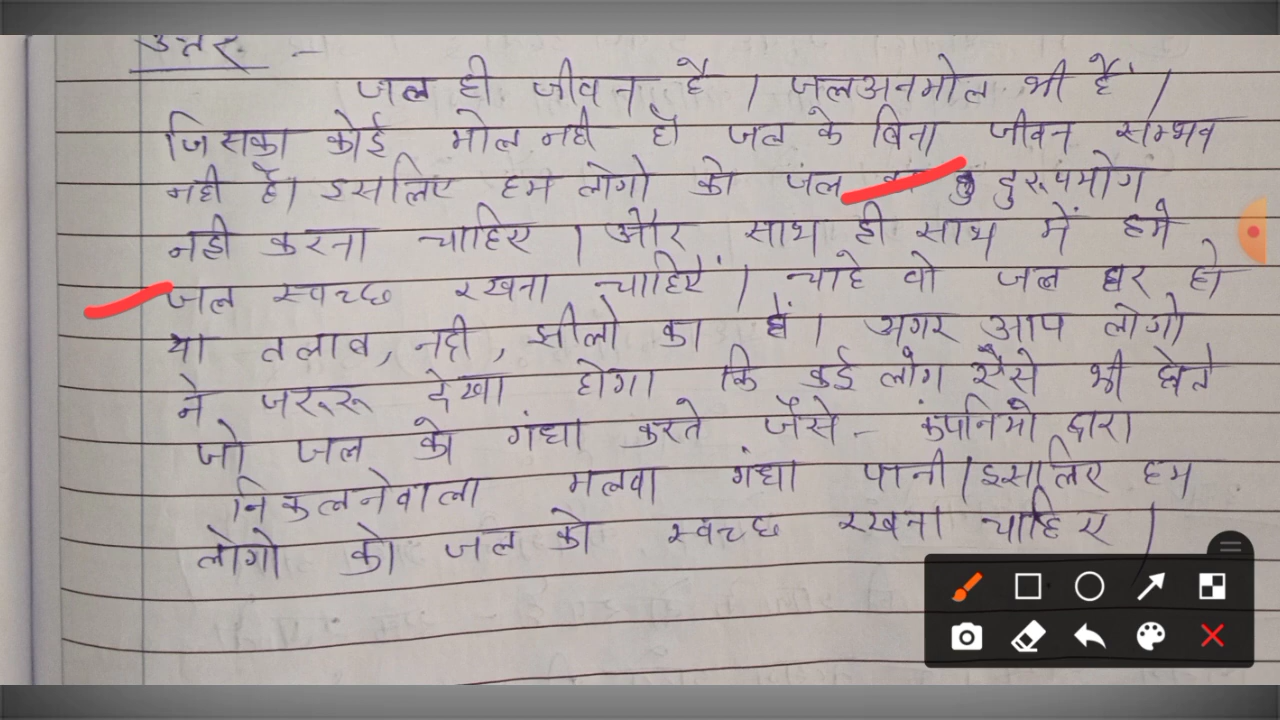 उत्तर. –
जल ही जीवन है । जलअनमोल भी है ।
जिसका कोई मोल नही है जल के बिना जीवन सम्भव
नही है। इसलिए हम लोगो को जल दुरूपयोग
नही करना चाहिए । और साथ ही साथ में हमे
जल स्वच्छ रखना चाहिएं । चाहे वो जल घर हो
या तलाब, नदी, झीलो का हैं । अगर आप लोगो
ने जरूरू देखा होगा कि कई लोग ऐसे भी होते
जो जल को गंधा करते जैसे - कंपनियो द्वारा
निकलनेवाला मलवा गंधा पानी । इसलिए हम
लोगो को जल को स्वच्छ रखना चाहिए ।